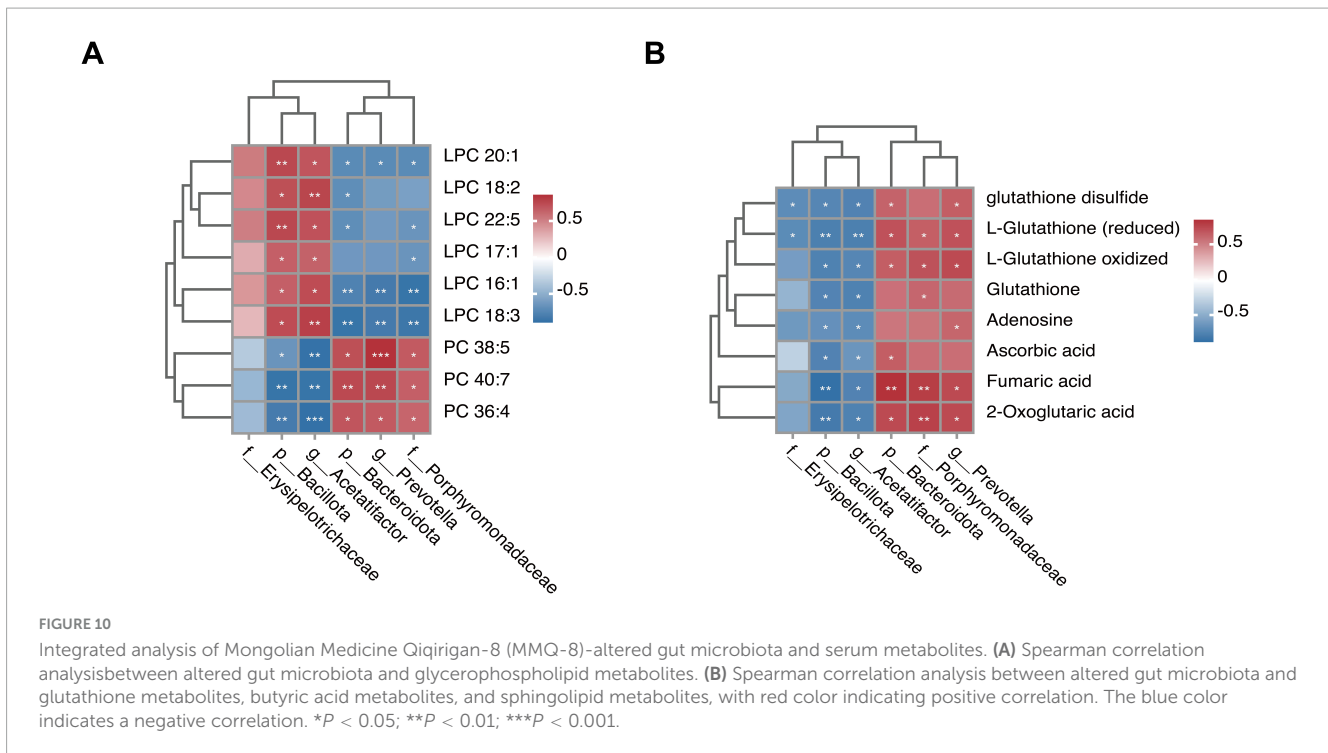 A
B
**
*
*
*
*
LPC 20:1
*
**
*
LPC 18:2
**
*
*
*
LPC 22:5
*
*
*
LPC 17:1
*
*
**
**
**
LPC 16:1
*
**
**
**
**
LPC 18:3
*
**
*
***
*
PC 38:5
**
**
**
**
*
PC 40:7
**
***
*
*
*
PC 36:4
0.5
0
-0.5
f__Erysipelotrichaceae
p__Bacillota
g__Acetatifactor
p__Bacteroidota
g__Prevotella
f__Porphyromonadaceae
*
*
*
*
*
glutathione disulfide
*
**
**
*
*
*
L-Glutathione (reduced)
*
*
*
*
*
L-Glutathione oxidized
*
*
*
Glutathione
*
*
*
Adenosine
*
*
*
Ascorbic acid
**
*
**
**
*
Fumaric acid
**
*
*
**
*
2-Oxoglutaric acid
0.5
0
-0.5
f__Erysipelotrichaceae
p__Bacillota
g__Acetatifactor
p__Bacteroidota
f__Porphyromonadaceae
g__Prevotella
FIGURE 10
Integrated analysis of Mongolian Medicine Qiqirigan-8 (MMQ-8)-altered gut microbiota and serum metabolites. (A) Spearman correlation
analysisbetween altered gut microbiota and glycerophospholipid metabolites. (B) Spearman correlation analysis between altered gut microbiota and
glutathione metabolites, butyric acid metabolites, and sphingolipid metabolites, with red color indicating positive correlation. The blue color
indicates a negative correlation. *P < 0.05; **P < 0.01; ***P < 0.001.